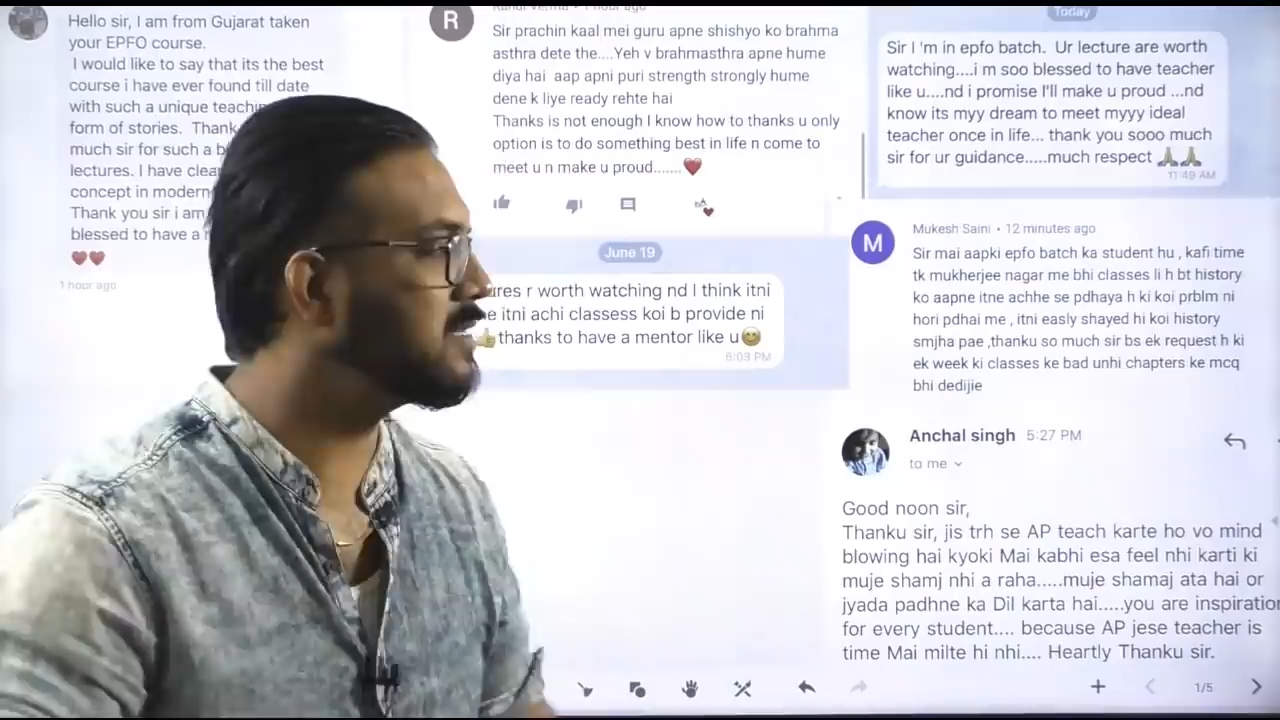 Hello sir, I am from Gujarat taken
your EPFO course.
I would like to say that its the best
course i have ever found till date
with such a unique
form of stories. Thank
much sir for such a
lectures. I have
concept in modern
Thank you sir i am
blessed to have a
1 hour ago
R
1 hour ago
Sir prachin kaal mei guru apne shishyo ko brahma
asthra dete the....Yeh v brahmasthra apne hume
diya hai aap apni puri strength strongly hume
dene k liye ready rehte hai
Thanks is not enough I know how to thanks u only
option is to do something best in life n come to
meet u n make u proud.......❤️
June 19
r worth watching nd I think itni
itni achi classess koi b provide ni
👍thanks to have a mentor like u😊
6:03 PM
Today
Sir I 'm in epfo batch. Ur lecture are worth
watching....i m soo blessed to have teacher
like u....nd i promise I'll make u proud ...nd
know its myy dream to meet myyy ideal
teacher once in life... thank you sooo much
sir for ur guidance.....much respect 🙏🙏
11:49 AM
M
Mukesh Saini • 12 minutes ago
Sir mai aapki epfo batch ka student hu , kafi time
tk mukherjee nagar me bhi classes li h bt history
ko aapne itne achhe se pdhaya h ki koi prblm ni
hori pdhai me , itni easly shayed hi koi history
smjha pae ,thanku so much sir bs ek request h ki
ek week ki classes ke bad unhi chapters ke mcq
bhi dedijie
Anchal singh 5:27 PM
to me
Good noon sir,
Thanku sir, jis trh se AP teach karte ho vo mind
blowing hai kyoki Mai kabhi esa feel nhi karti ki
muje shamj nhi a raha.....muje shamaj ata hai or
jyada padhne ka Dil karta hai.....you are inspiration
for every student.... because AP jese teacher is
time Mai milte hi nhi.... Heartly Thanku sir.
1/5